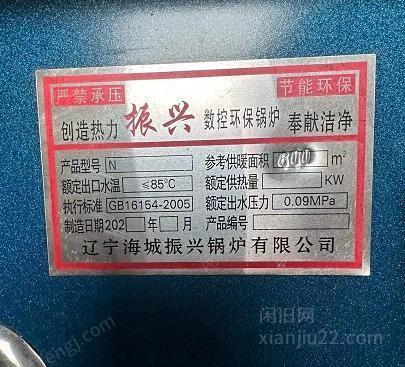 严禁承压 节能环保
创造热力 振兴 数控环保锅炉 奉献洁净
产品型号 N 参考供暖面积 600 m²
额定出口水温 ≤85℃ 额定供热量 KW
执行标准 GB16154-2005 额定出水压力 0.09MPa
制造日期 202 年 月 产品编号
辽宁海城振兴锅炉有限公司
闲旧网
xianjiu22.com